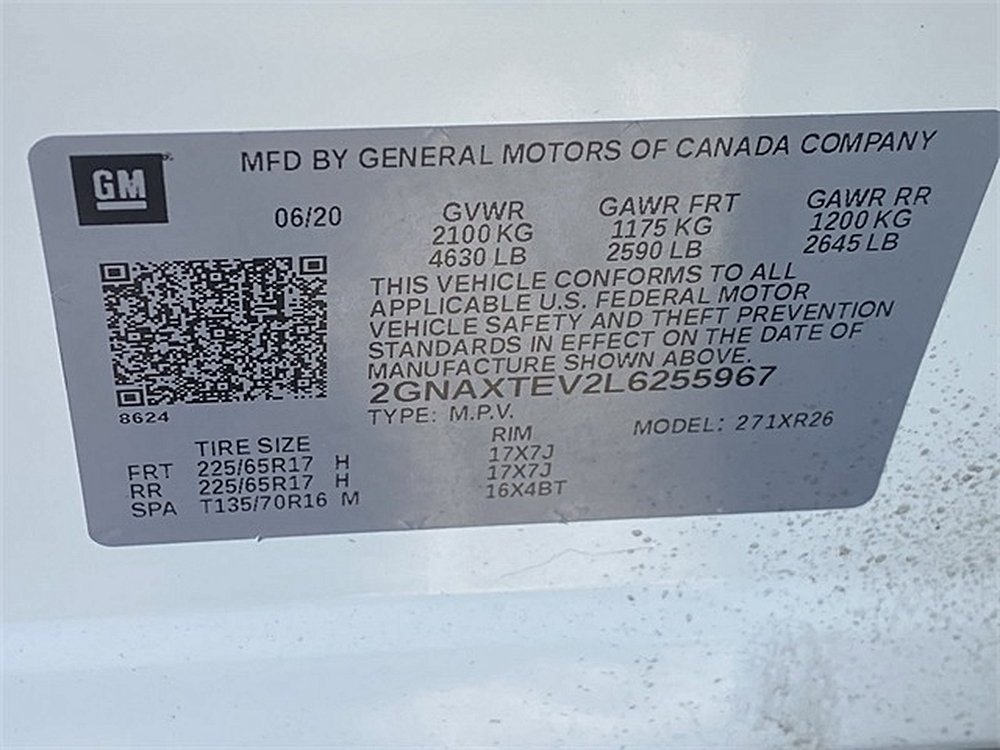 GM
MFD BY GENERAL MOTORS OF CANADA COMPANY
06/20
GVWR
2100 KG
4630 LB
GAWR FRT
1175 KG
2590 LB
GAWR RR
1200 KG
2645 LB
THIS VEHICLE CONFORMS TO ALL
APPLICABLE U.S. FEDERAL MOTOR
VEHICLE SAFETY AND THEFT PREVENTION
STANDARDS IN EFFECT ON THE DATE OF
MANUFACTURE SHOWN ABOVE.
2GNAXTEV2L6255967
8624
TYPE: M.P.V.
MODEL: 271XR26
TIRE SIZE RIM
FRT 225/65R17 H 17X7J
RR 225/65R17 H 17X7J
SPA T135/70R16 M 16X4BT